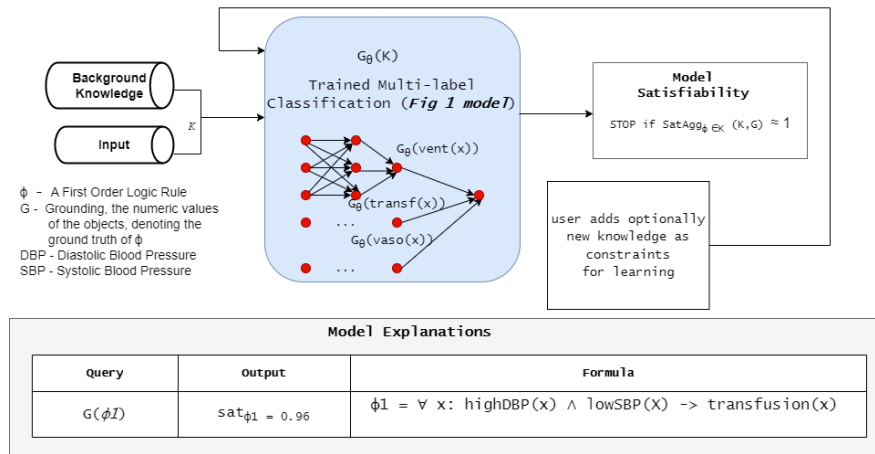 Background
Knowledge
Input
K
ϕ - A First Order Logic Rule
G - Grounding, the numeric values
of the objects, denoting the
ground truth of ϕ
DBP - Diastolic Blood Pressure
SBP - Systolic Blood Pressure
Gθ(K)
Trained Multi-label
Classification (Fig 1 model)
Gθ(vent(x))
Gθ(transf(x))
...
Gθ(vaso(x))
...
Model
Satisfiability
STOP if SatAggϕ∈K (K,G) ≈ 1
user adds optionally
new knowledge as
constraints
for learning
Model Explanations
Query Output Formula
G(ϕ1) satϕ1 = 0.96 ϕ1 = ∀ x: highDBP(x) ∧ lowSBP(X) -> transfusion(x)